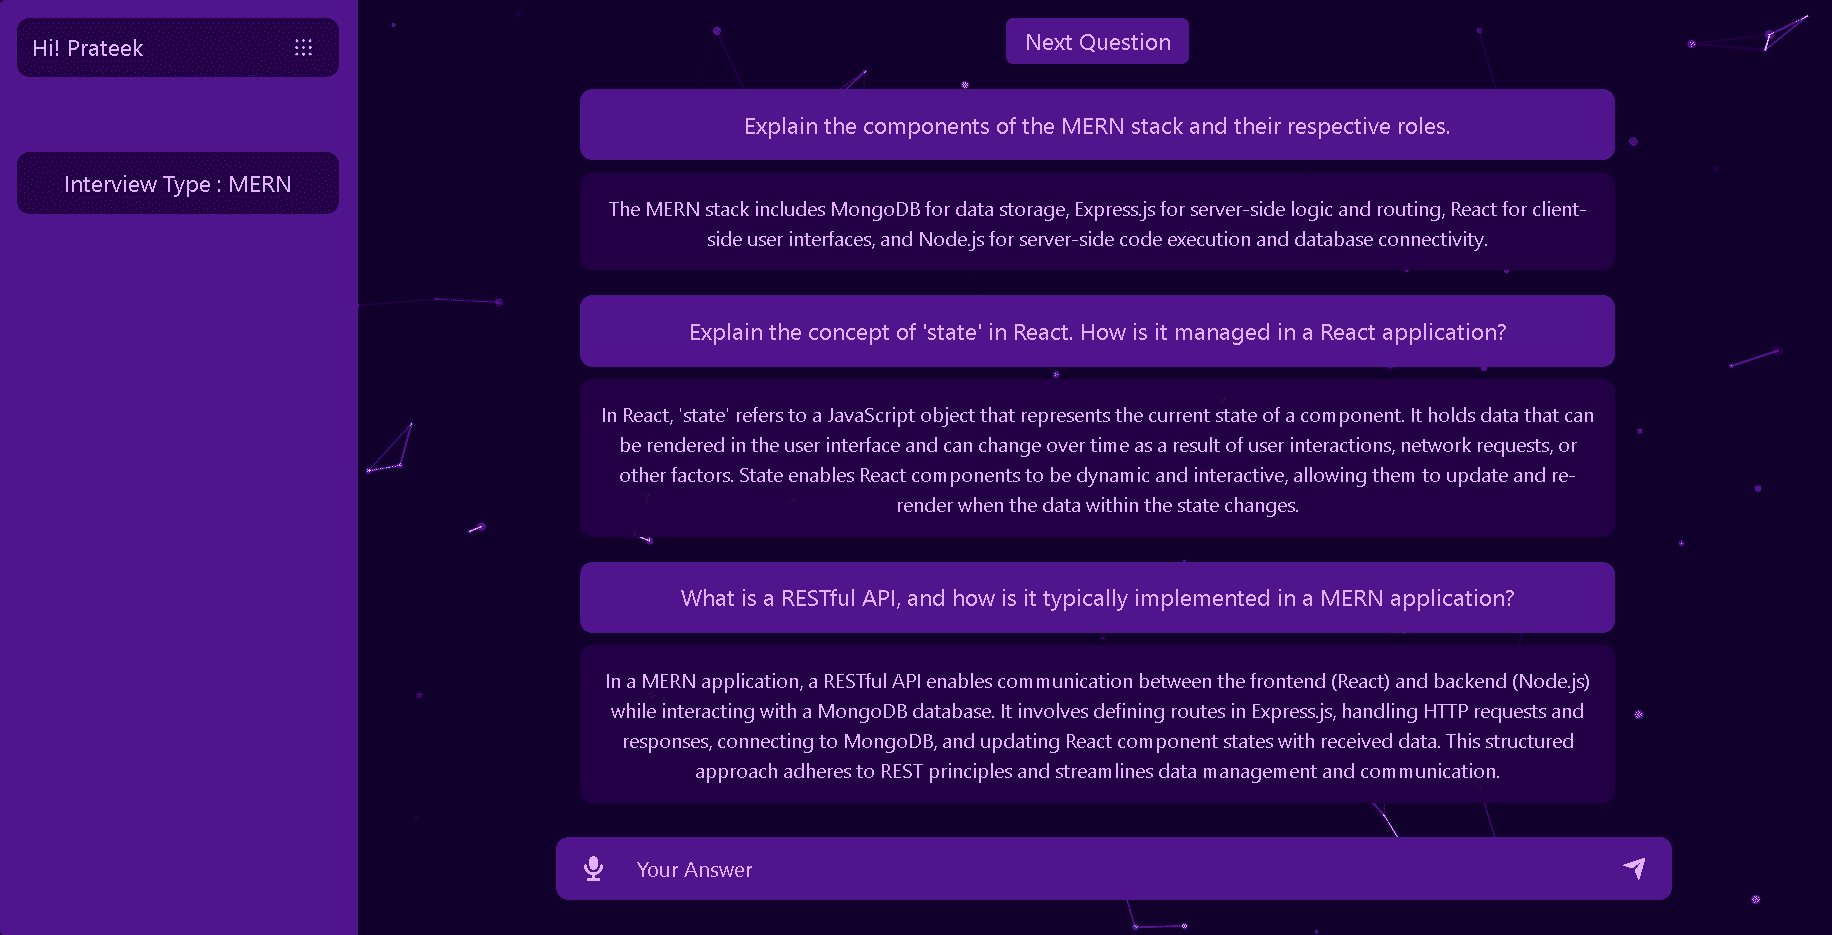 Hi! Prateek
Interview Type : MERN
Next Question
Explain the components of the MERN stack and their respective roles.
The MERN stack includes MongoDB for data storage, Express.js for server-side logic and routing, React for client-
side user interfaces, and Node.js for server-side code execution and database connectivity.
Explain the concept of 'state' in React. How is it managed in a React application?
In React, 'state' refers to a JavaScript object that represents the current state of a component. It holds data that can
be rendered in the user interface and can change over time as a result of user interactions, network requests, or
other factors. State enables React components to be dynamic and interactive, allowing them to update and re-
render when the data within the state changes.
What is a RESTful API, and how is it typically implemented in a MERN application?
In a MERN application, a RESTful API enables communication between the frontend (React) and backend (Node.js)
while interacting with a MongoDB database. It involves defining routes in Express.js, handling HTTP requests and
responses, connecting to MongoDB, and updating React component states with received data. This structured
approach adheres to REST principles and streamlines data management and communication.
Your Answer